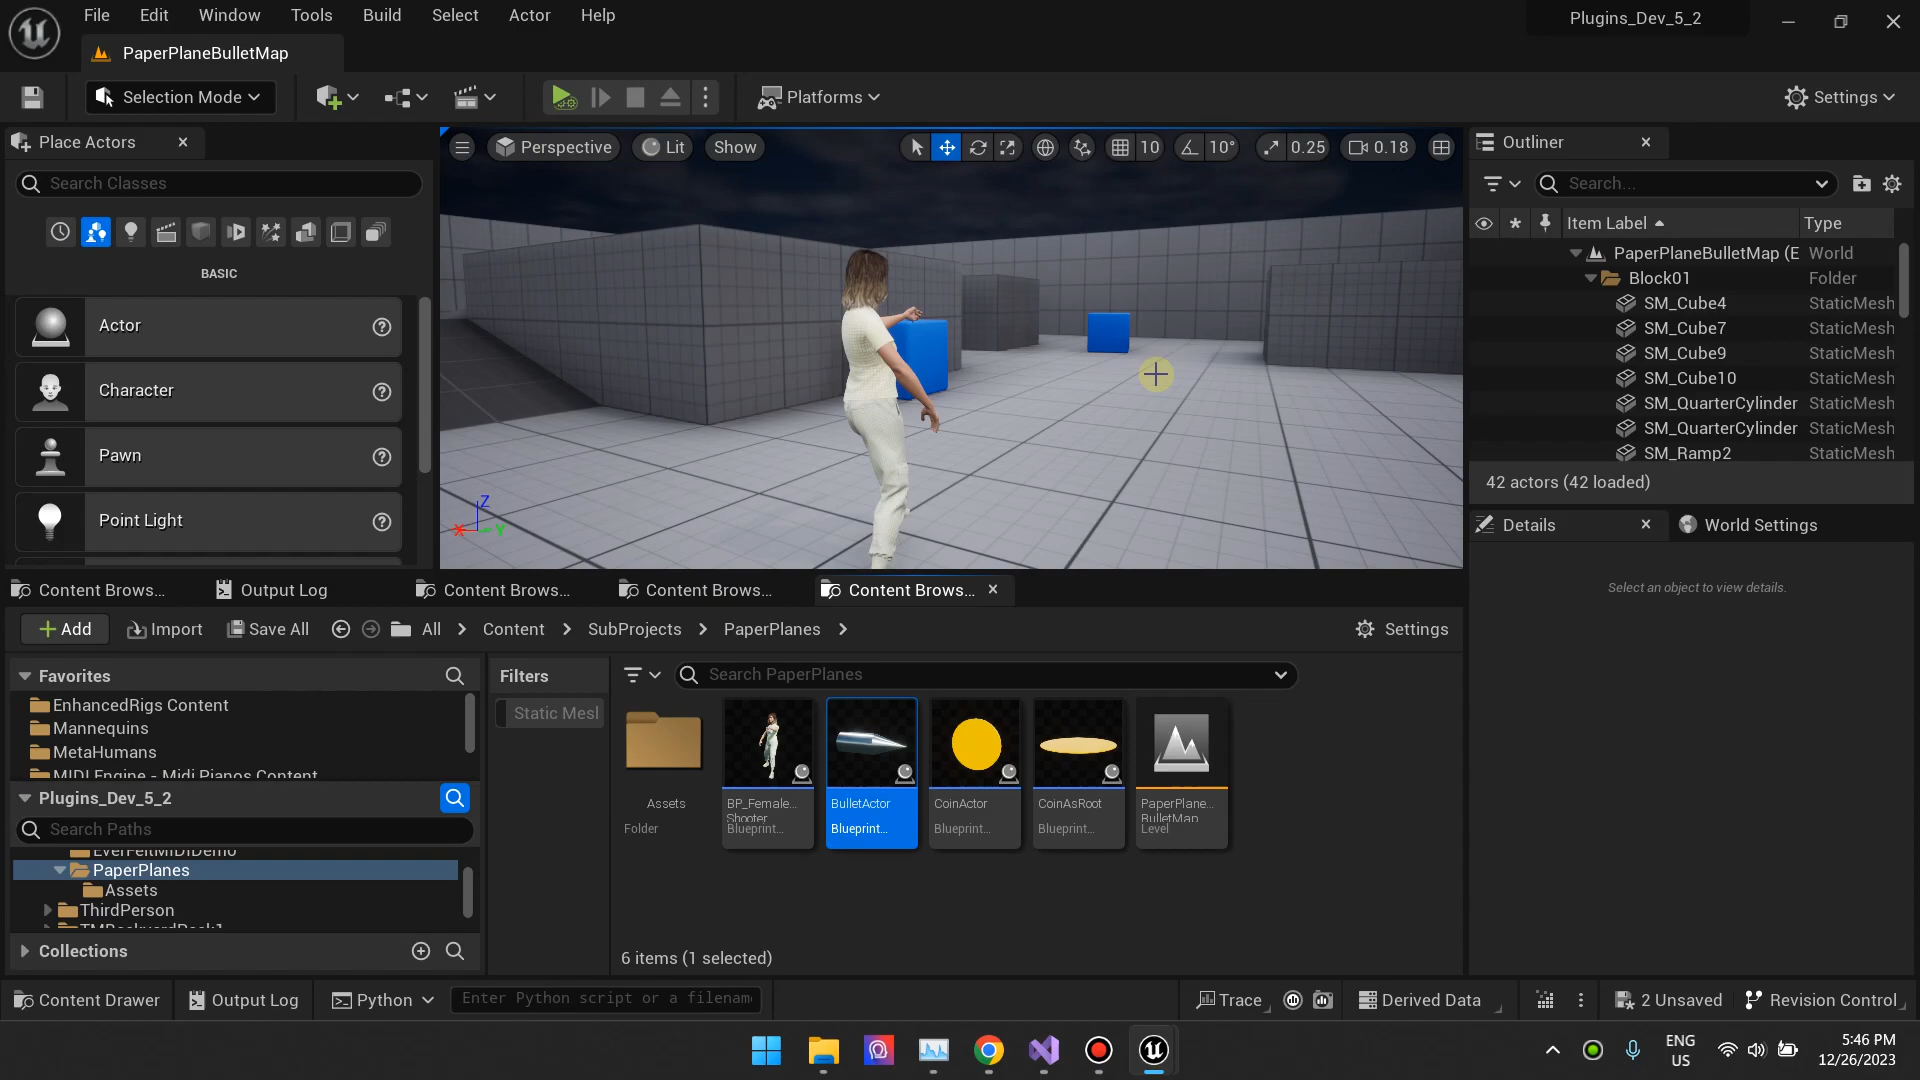 File Edit Window Tools Build Select Actor Help
Plugins_Dev_5_2
PaperPlaneBulletMap
Selection Mode
Platforms
Settings
Place Actors
Search Classes
BASIC
Actor
Character
Pawn
Point Light
Perspective Lit Show
10 10° 0.25 0.18
Z
X Y
Outliner
Search...
Item Label Type
PaperPlaneBulletMap (E World
Block01 Folder
SM_Cube4 StaticMesh
SM_Cube7 StaticMesh
SM_Cube9 StaticMesh
SM_Cube10 StaticMesh
SM_QuarterCylinder StaticMesh
SM_QuarterCylinder StaticMesh
SM_Ramp2 StaticMesh
42 actors (42 loaded)
Details World Settings
Select an object to view details.
Content Brows... Output Log Content Brows... Content Brows... Content Brows...
Add Import Save All All Content SubProjects PaperPlanes Settings
Favorites
EnhancedRigs Content
Mannequins
MetaHumans
MIDI Engine - Midi Pianos Content
Plugins_Dev_5_2
Search Paths
EverFeltMIDIDemo
PaperPlanes
Assets
ThirdPerson
Collections
Filters
Static Mesl
Search PaperPlanes
Assets
Folder
BP_Female...
Shooter
Blueprint...
BulletActor
Blueprint...
CoinActor
Blueprint...
CoinAsRoot
Blueprint...
PaperPlane...
BulletMap
Level
6 items (1 selected)
Content Drawer Output Log Python Enter Python script or a filename
Trace Derived Data 2 Unsaved Revision Control
ENG
US
5:46 PM
12/26/2023